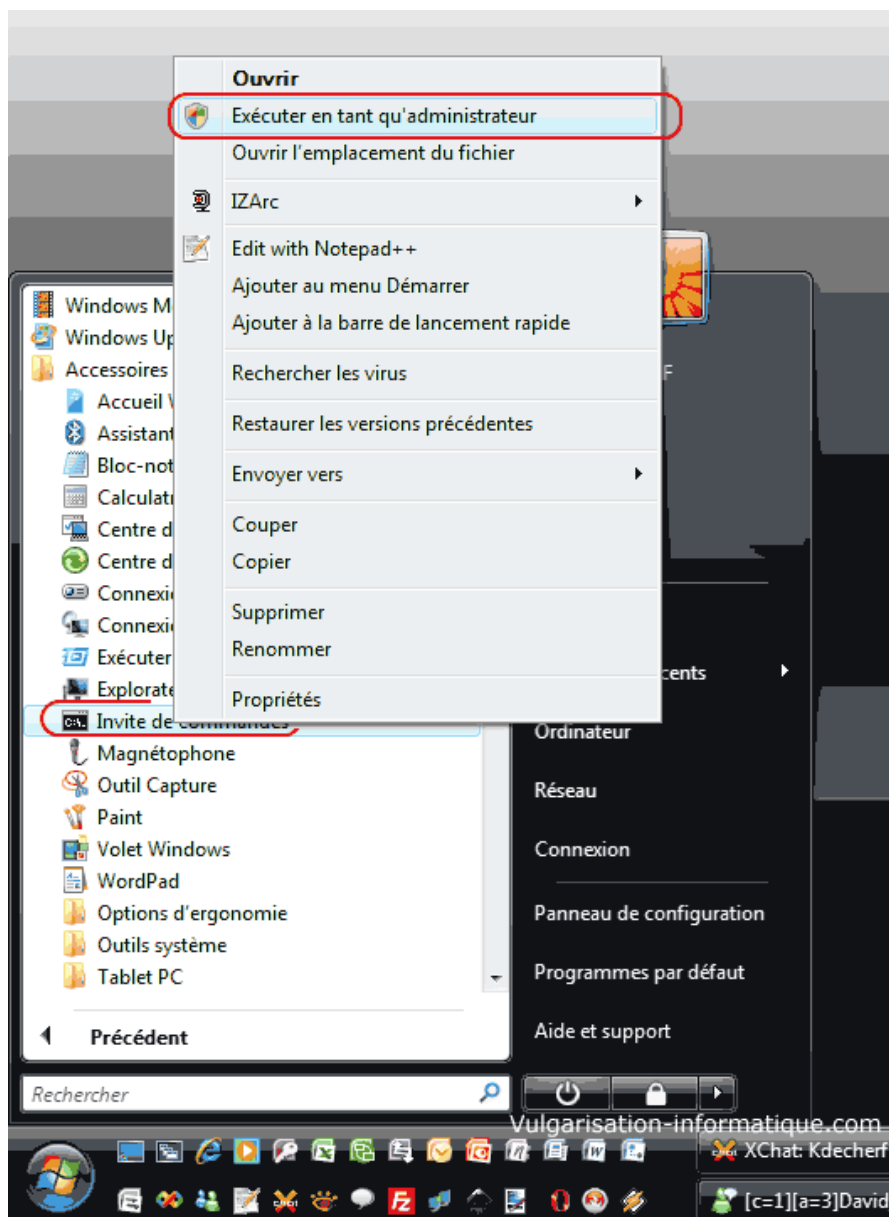 Ouvrir
Exécuter en tant qu'administrateur
Ouvrir l'emplacement du fichier
IZArc
Edit with Notepad++
Ajouter au menu Démarrer
Ajouter à la barre de lancement rapide
Rechercher les virus
Restaurer les versions précédentes
Envoyer vers
Couper
Copier
Supprimer
Renommer
Propriétés
Windows M
Windows Up
Accessoires
Accueil
Assistant
Bloc-not
Calculat
Centre d
Centre d
Connexi
Connexi
Exécuter
Explorate
Invite de commandes
Magnétophone
Outil Capture
Paint
Volet Windows
WordPad
Options d'ergonomie
Outils système
Tablet PC
Précédent
Rechercher
F
cents
Ordinateur
Réseau
Connexion
Panneau de configuration
Programmes par défaut
Aide et support
Vulgarisation-informatique.com
XChat: Kdecherf
[c=1][a=3]David